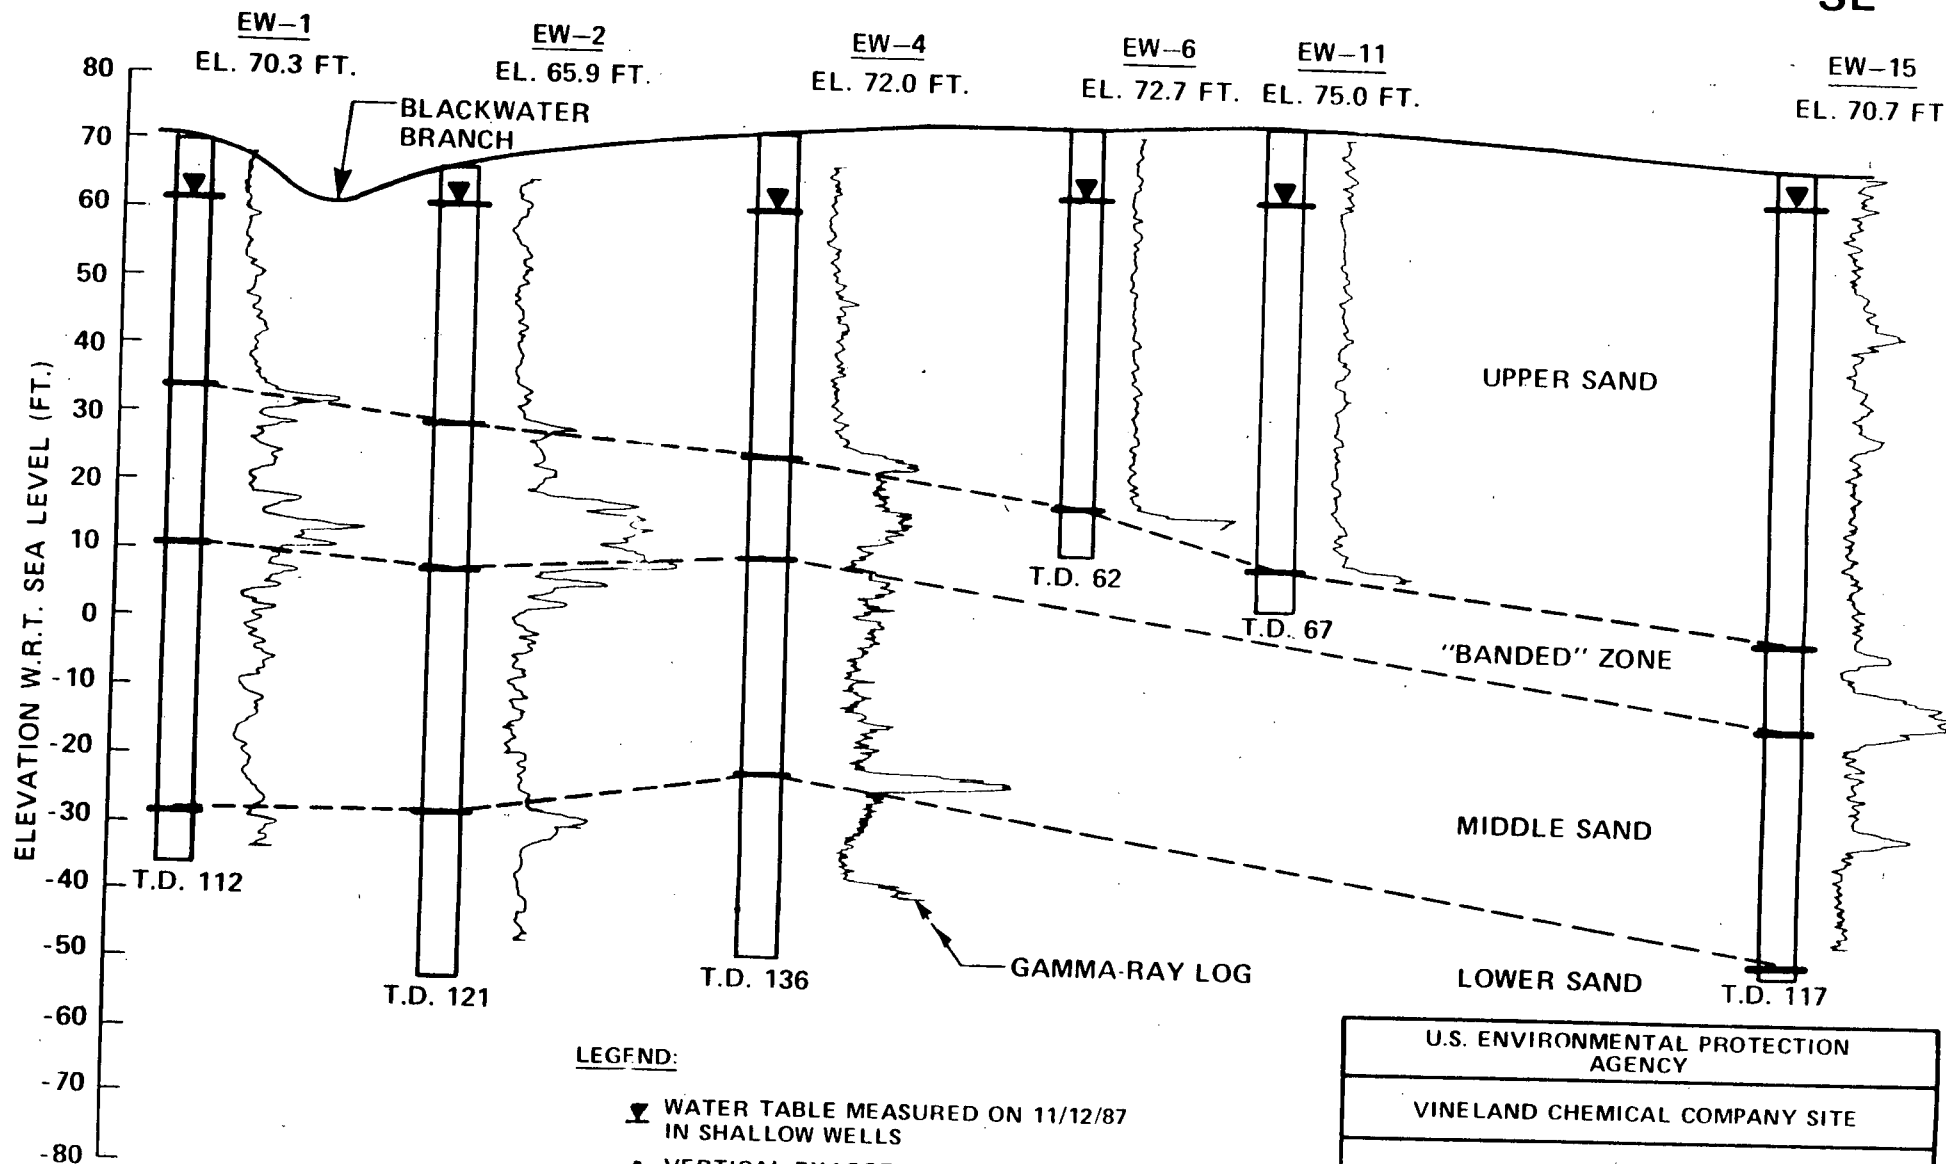 SE
EW-1
EL. 70.3 FT.
EW-2
EL. 65.9 FT.
EW-4
EL. 72.0 FT.
EW-6
EL. 72.7 FT.
EW-11
EL. 75.0 FT.
EW-15
EL. 70.7 FT
BLACKWATER
BRANCH
ELEVATION W.R.T. SEA LEVEL (FT.)
80
70
60
50
40
30
20
10
0
-10
-20
-30
-40
-50
-60
-70
-80
UPPER SAND
"BANDED" ZONE
MIDDLE SAND
LOWER SAND
GAMMA-RAY LOG
T.D. 112
T.D. 121
T.D. 136
T.D. 62
T.D. 67
T.D. 117
LEGEND:
WATER TABLE MEASURED ON 11/12/87
IN SHALLOW WELLS
U.S. ENVIRONMENTAL PROTECTION
AGENCY
VINELAND CHEMICAL COMPANY SITE